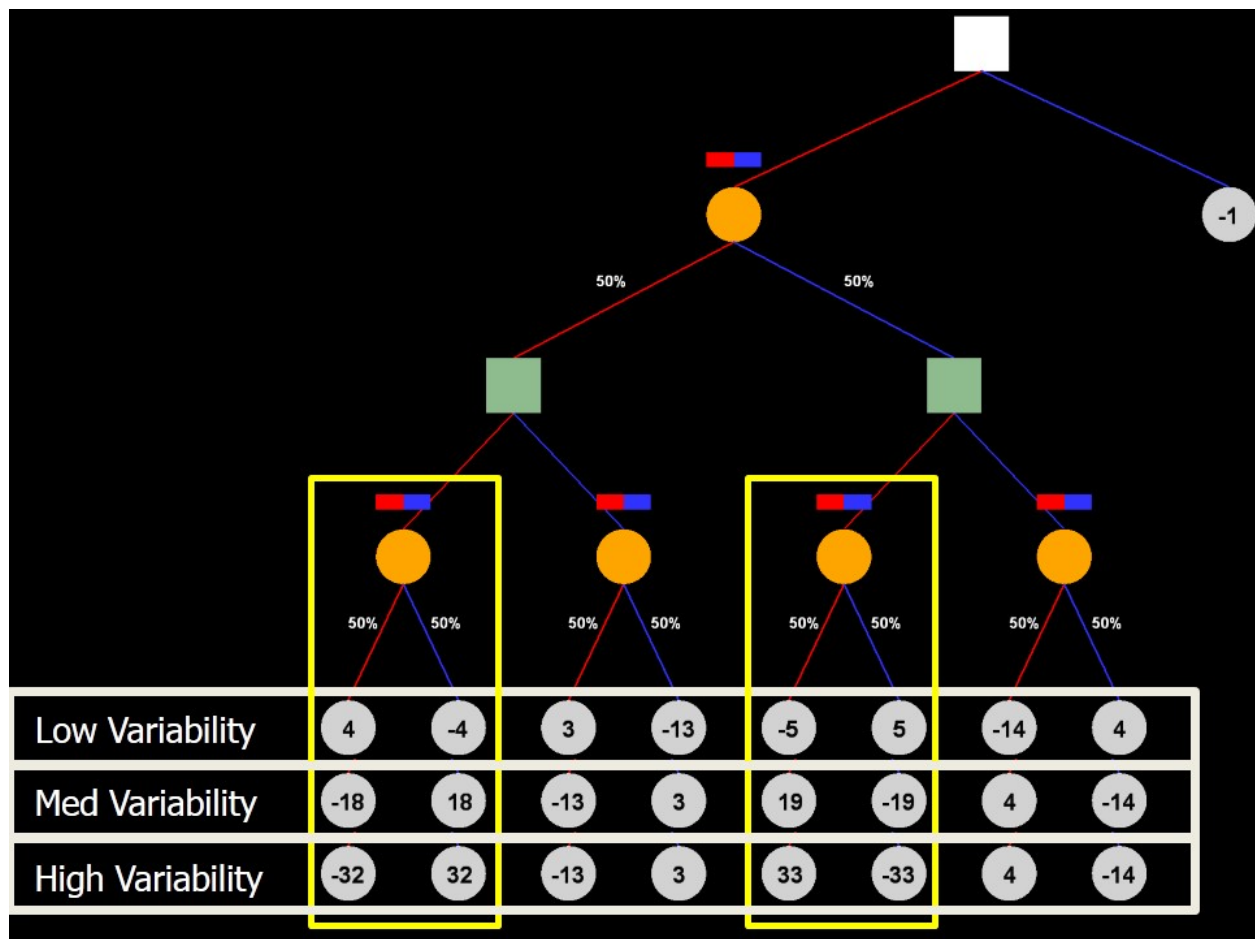 -1
50% 50%
50% 50% 50% 50% 50% 50% 50% 50%
Low Variability 4 -4 3 -13 -5 5 -14 4
Med Variability -18 18 -13 3 19 -19 4 -14
High Variability -32 32 -13 3 33 -33 4 -14